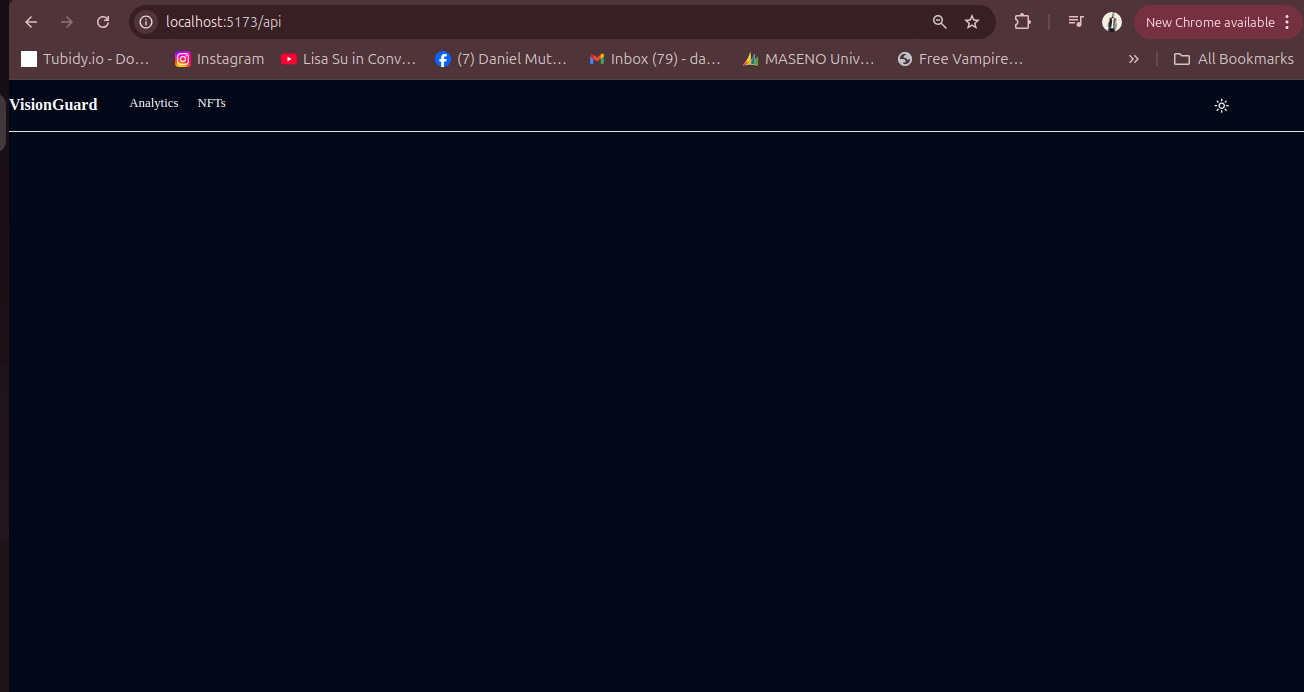 localhost:5173/api
New Chrome available
Tubidy.io - Do… Instagram Lisa Su in Conv… (7) Daniel Mut… Inbox (79) - da… MASENO Univ… Free Vampire… » All Bookmarks
VisionGuard Analytics NFTs